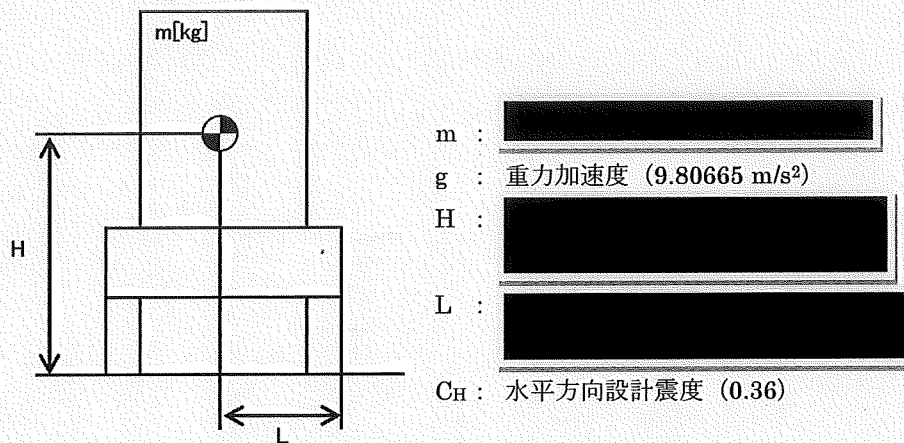 m[kg]
H
L
m :
g : 重力加速度（9.80665 m/s²）
H :
L :
CH : 水平方向設計震度（0.36）